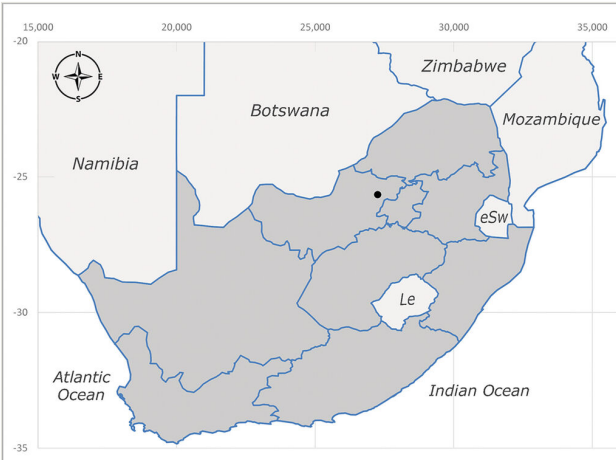 15,000 20,000 25,000 30,000 35,000
-20
N
W E
S
Zimbabwe
Botswana
Mozambique
Namibia
-25
eSw
-30
Le
Atlantic
Ocean
Indian Ocean
-35